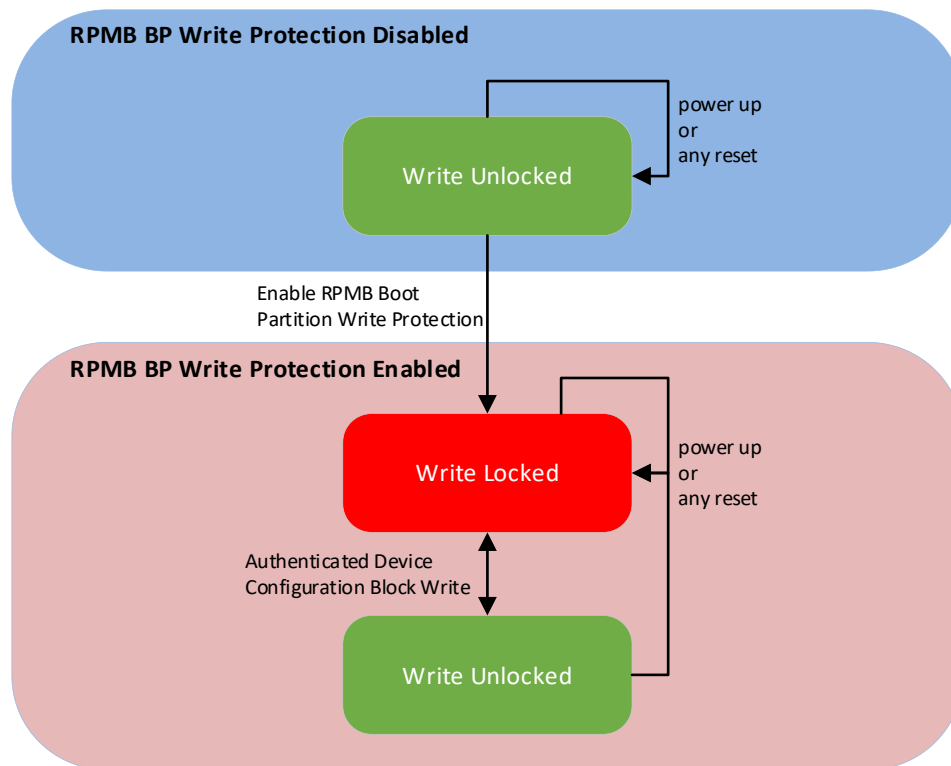 RPMB BP Write Protection Disabled
power up
or
any reset
Write Unlocked
Enable RPMB Boot
Partition Write Protection
RPMB BP Write Protection Enabled
Write Locked
power up
or
any reset
Authenticated Device
Configuration Block Write
Write Unlocked